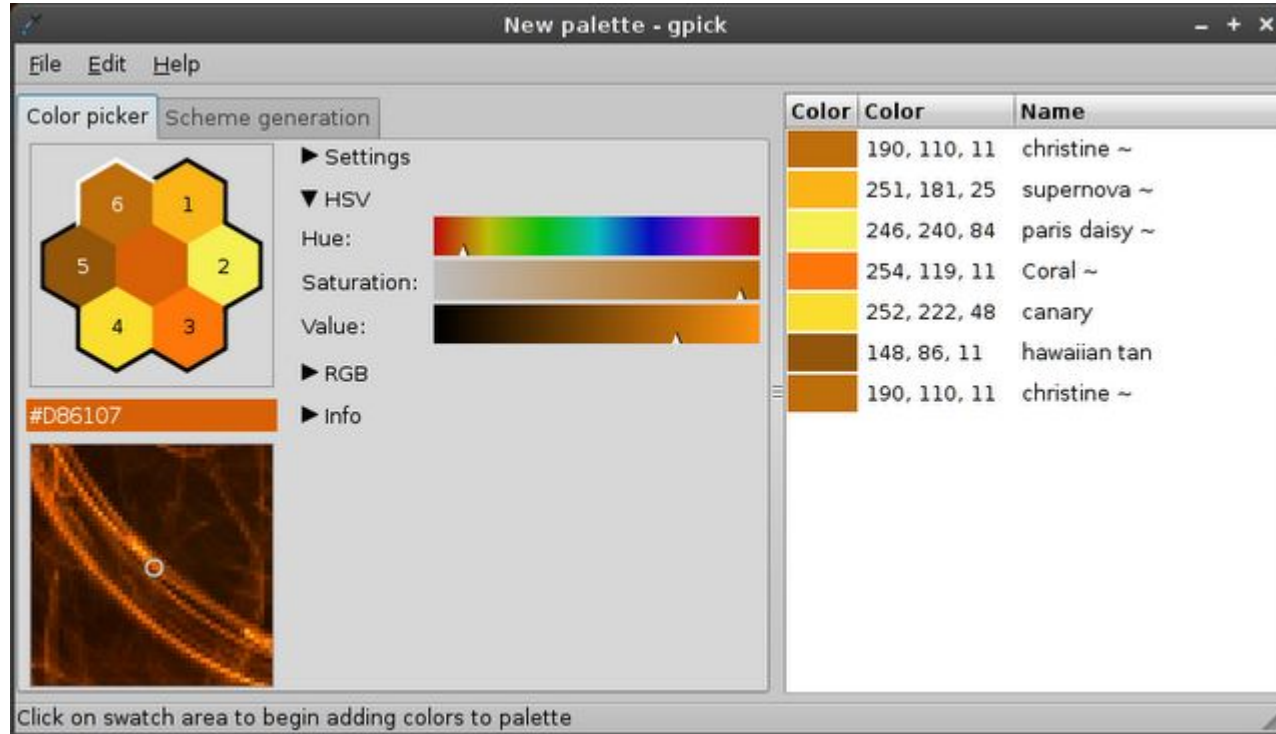 New palette - gpick
File Edit Help
Color picker Scheme generation
6 1
5 2
4 3
#D86107
Settings
HSV
Hue:
Saturation:
Value:
RGB
Info
Color Color Name
190, 110, 11 christine ~
251, 181, 25 supernova ~
246, 240, 84 paris daisy ~
254, 119, 11 Coral ~
252, 222, 48 canary
148, 86, 11 hawaiian tan
190, 110, 11 christine ~
Click on swatch area to begin adding colors to palette